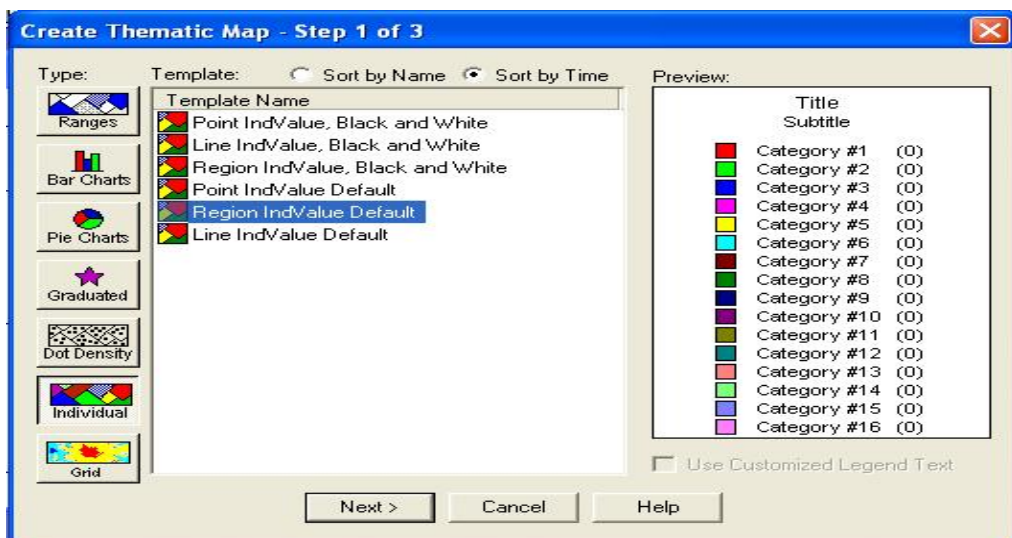 Create Thematic Map - Step 1 of 3
Type:
Template:
Sort by Name
Sort by Time
Preview:
Ranges
Bar Charts
Pie Charts
Graduated
Dot Density
Individual
Grid
Template Name
Point IndValue, Black and White
Line IndValue, Black and White
Region IndValue, Black and White
Point IndValue Default
Region IndValue Default
Line IndValue Default
Title
Subtitle
Category #1 (0)
Category #2 (0)
Category #3 (0)
Category #4 (0)
Category #5 (0)
Category #6 (0)
Category #7 (0)
Category #8 (0)
Category #9 (0)
Category #10 (0)
Category #11 (0)
Category #12 (0)
Category #13 (0)
Category #14 (0)
Category #15 (0)
Category #16 (0)
Use Customized Legend Text
Next >
Cancel
Help